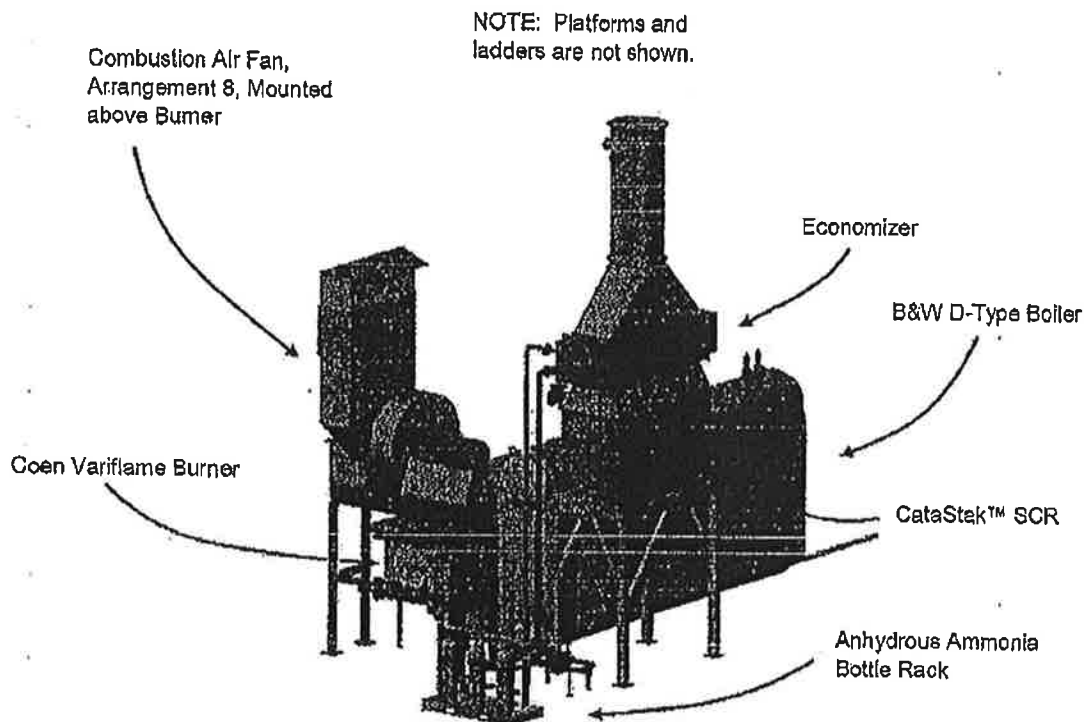 NOTE: Platforms and
ladders are not shown.
Combustion Air Fan,
Arrangement 8, Mounted
above Burner
Economizer
B&W D-Type Boiler
Coen Variflame Burner
CataStak™ SCR
Anhydrous Ammonia
Bottle Rack